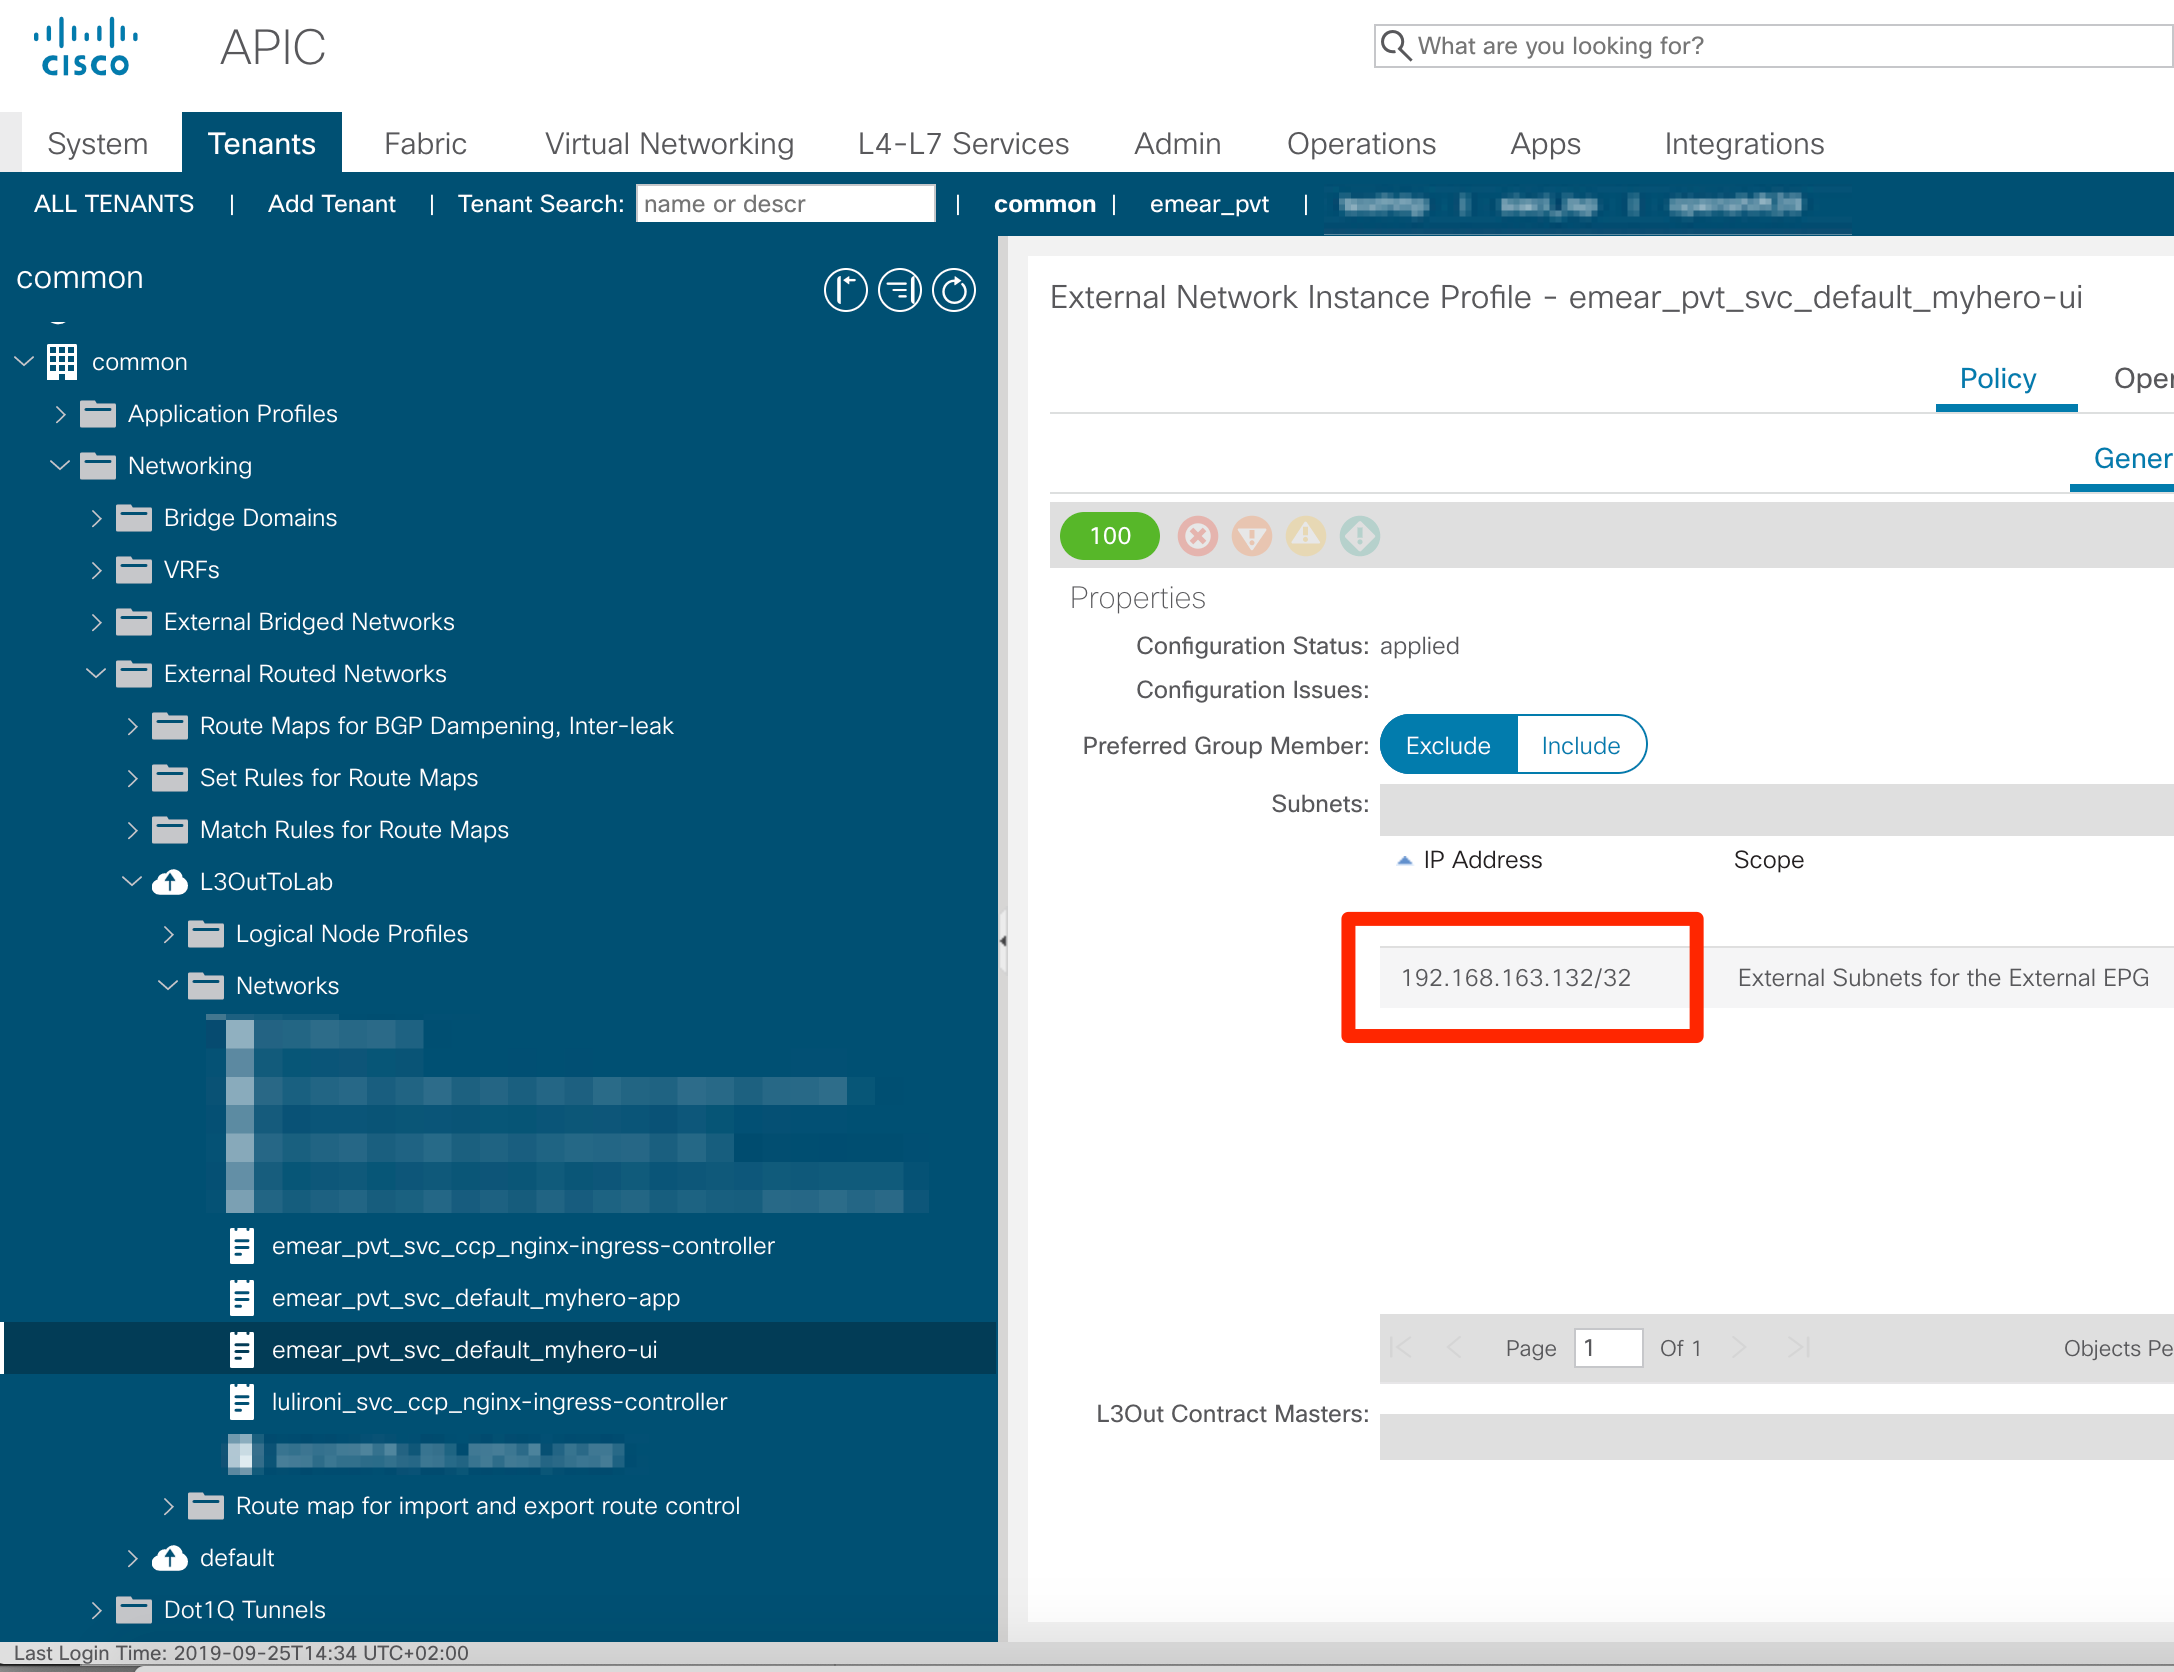 CISCO
APIC
What are you looking for?
System Tenants Fabric Virtual Networking L4-L7 Services Admin Operations Apps Integrations
ALL TENANTS | Add Tenant | Tenant Search: name or descr | common | emear_pvt |
common
common
Application Profiles
Networking
Bridge Domains
VRFs
External Bridged Networks
External Routed Networks
Route Maps for BGP Dampening, Inter-leak
Set Rules for Route Maps
Match Rules for Route Maps
L3OutToLab
Logical Node Profiles
Networks
emear_pvt_svc_ccp_nginx-ingress-controller
emear_pvt_svc_default_myhero-app
emear_pvt_svc_default_myhero-ui
lulironi_svc_ccp_nginx-ingress-controller
Route map for import and export route control
default
Dot1Q Tunnels
Last Login Time: 2019-09-25T14:34 UTC+02:00
External Network Instance Profile - emear_pvt_svc_default_myhero-ui
Policy Oper
Gener
100
Properties
Configuration Status: applied
Configuration Issues:
Preferred Group Member: Exclude Include
Subnets:
IP Address Scope
192.168.163.132/32 External Subnets for the External EPG
Page 1 Of 1 Objects Pe
L3Out Contract Masters: